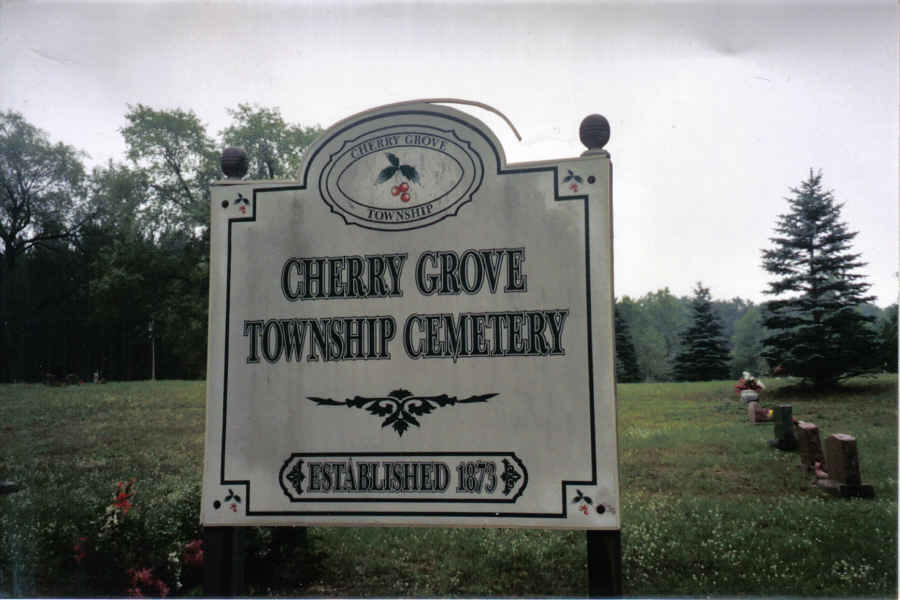 CHERRY GROVE
TOWNSHIP
CHERRY GROVE
TOWNSHIP CEMETERY
ESTABLISHED 1873